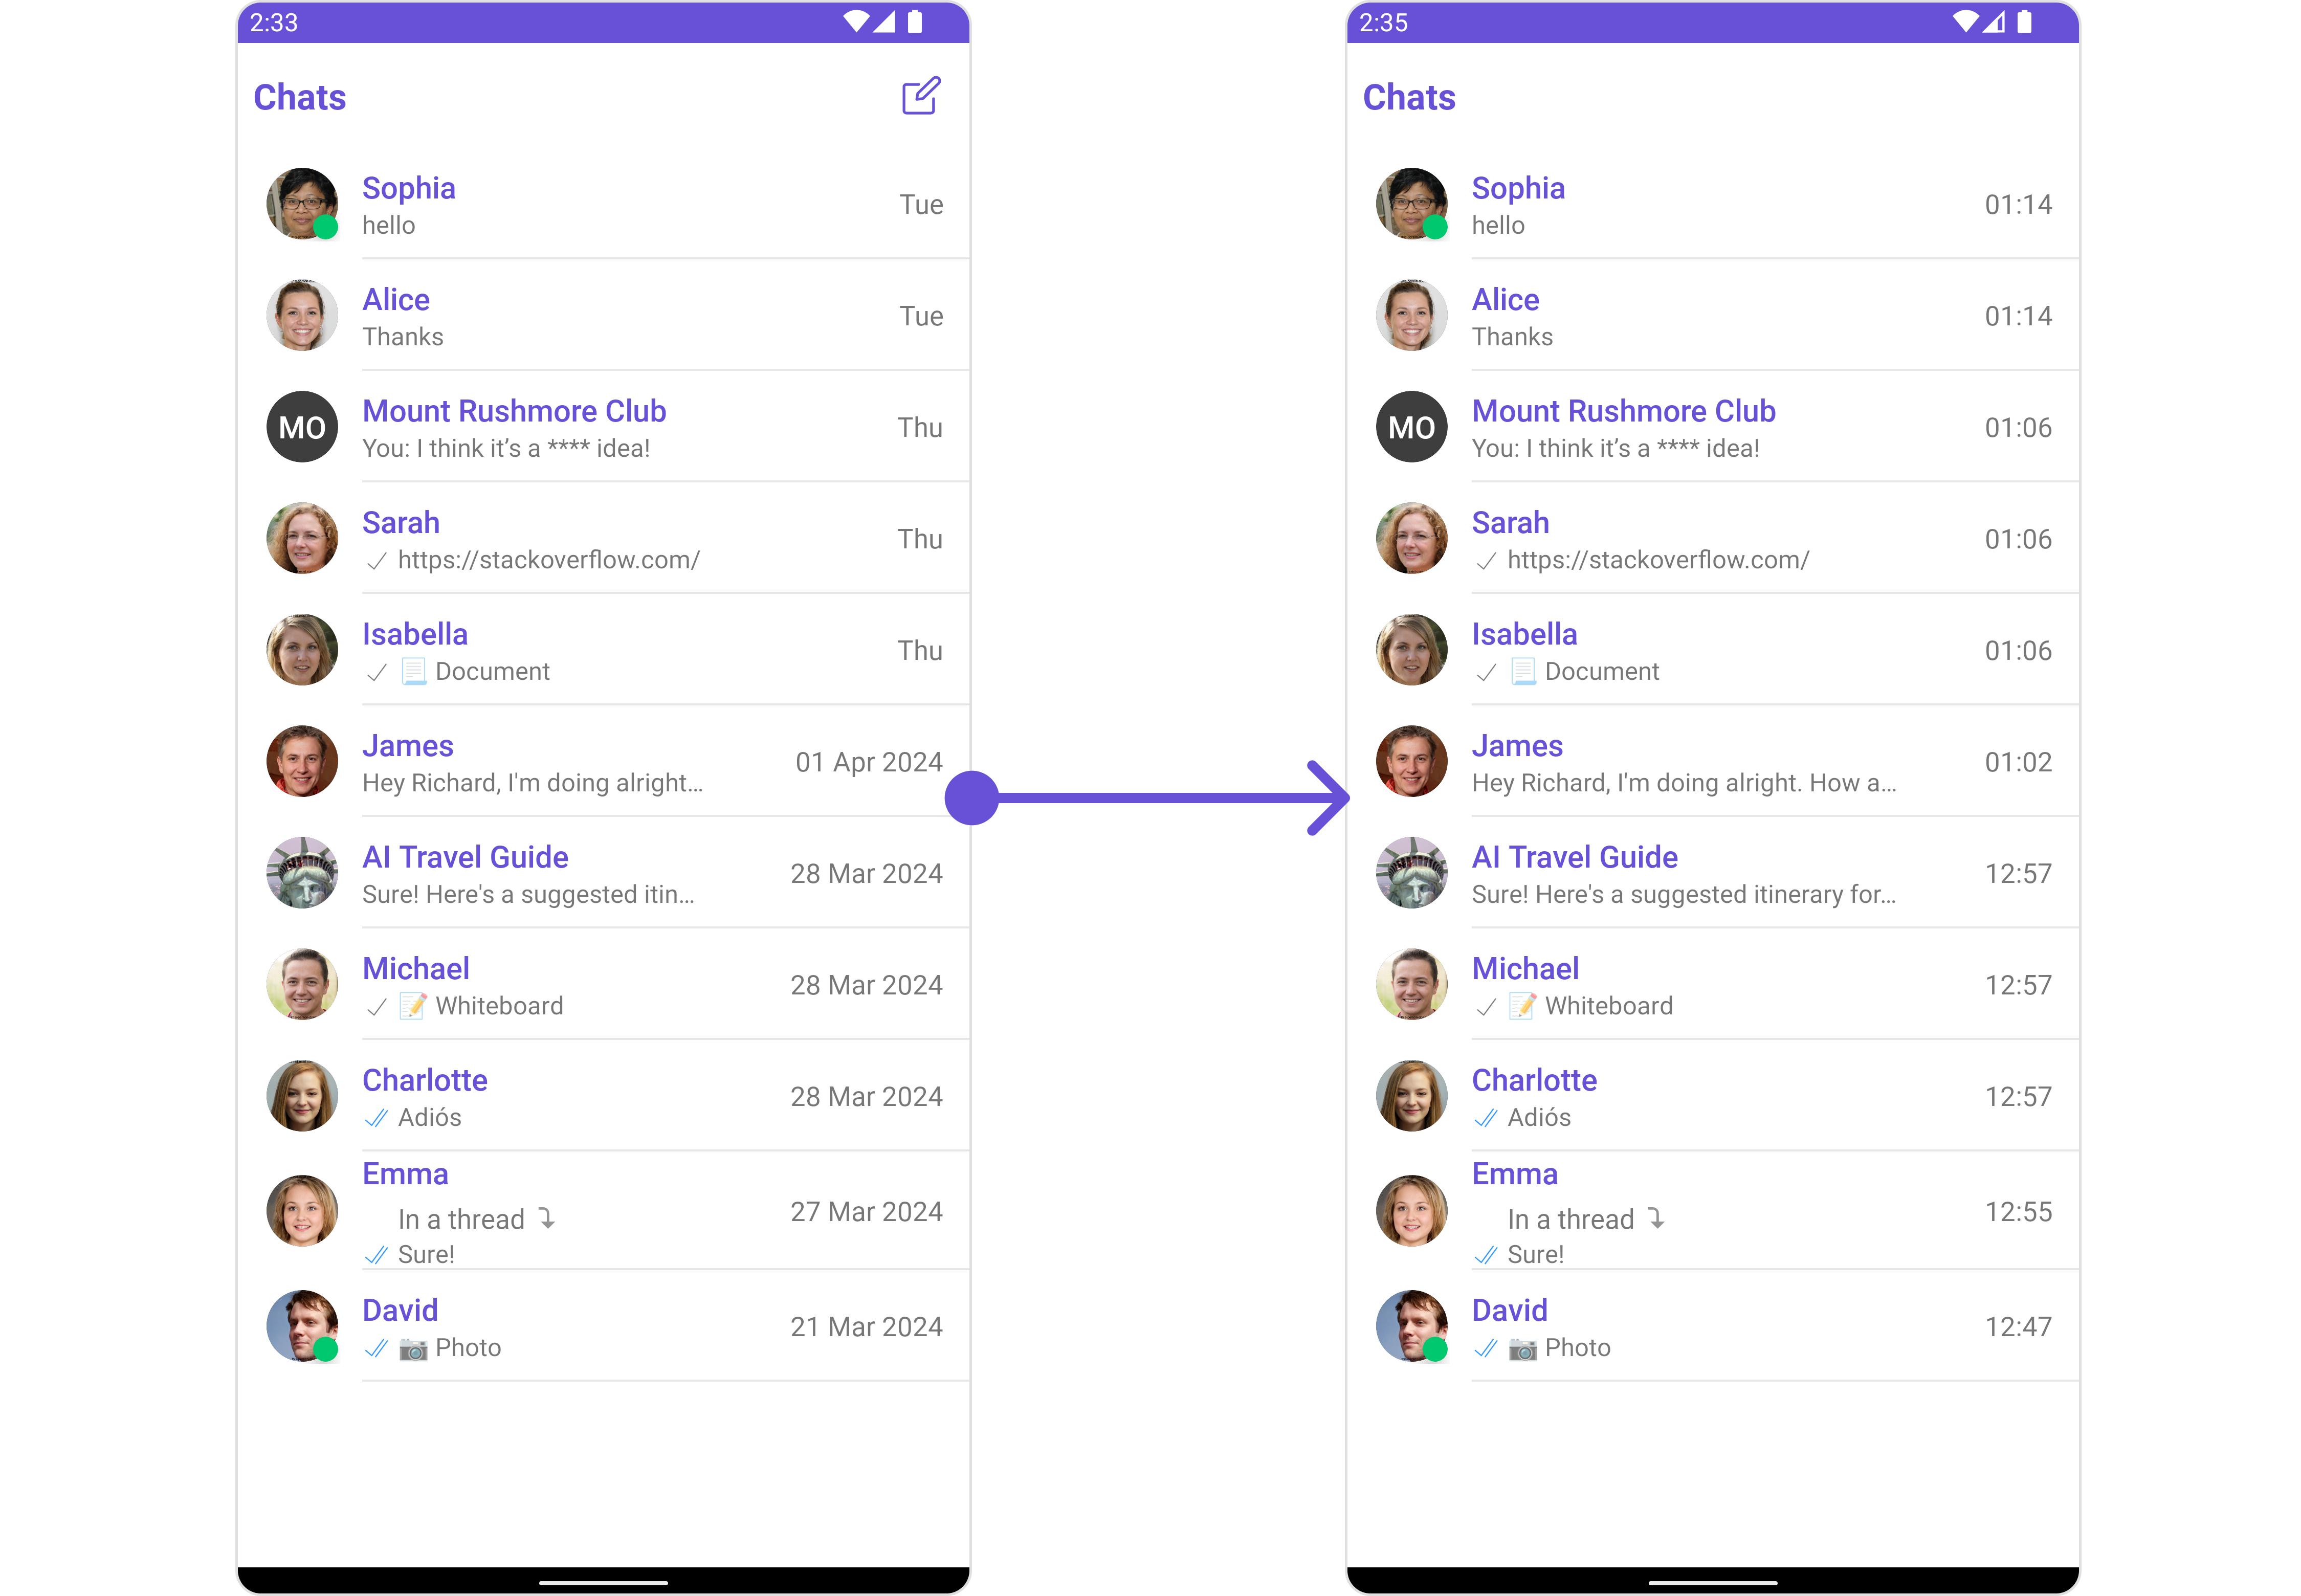 2:33
Chats
Sophia
hello
Tue
Alice
Thanks
Tue
MO
Mount Rushmore Club
You: I think it’s a **** idea!
Thu
Sarah
https://stackoverflow.com/
Thu
Isabella
Document
Thu
James
Hey Richard, I'm doing alright...
01 Apr 2024
AI Travel Guide
Sure! Here's a suggested itin...
28 Mar 2024
Michael
Whiteboard
28 Mar 2024
Charlotte
Adiós
28 Mar 2024
Emma
In a thread
Sure!
27 Mar 2024
David
Photo
21 Mar 2024
2:35
Chats
Sophia
hello
01:14
Alice
Thanks
01:14
MO
Mount Rushmore Club
You: I think it’s a **** idea!
01:06
Sarah
https://stackoverflow.com/
01:06
Isabella
Document
01:06
James
Hey Richard, I'm doing alright. How a...
01:02
AI Travel Guide
Sure! Here's a suggested itinerary for...
12:57
Michael
Whiteboard
12:57
Charlotte
Adiós
12:57
Emma
In a thread
Sure!
12:55
David
Photo
12:47